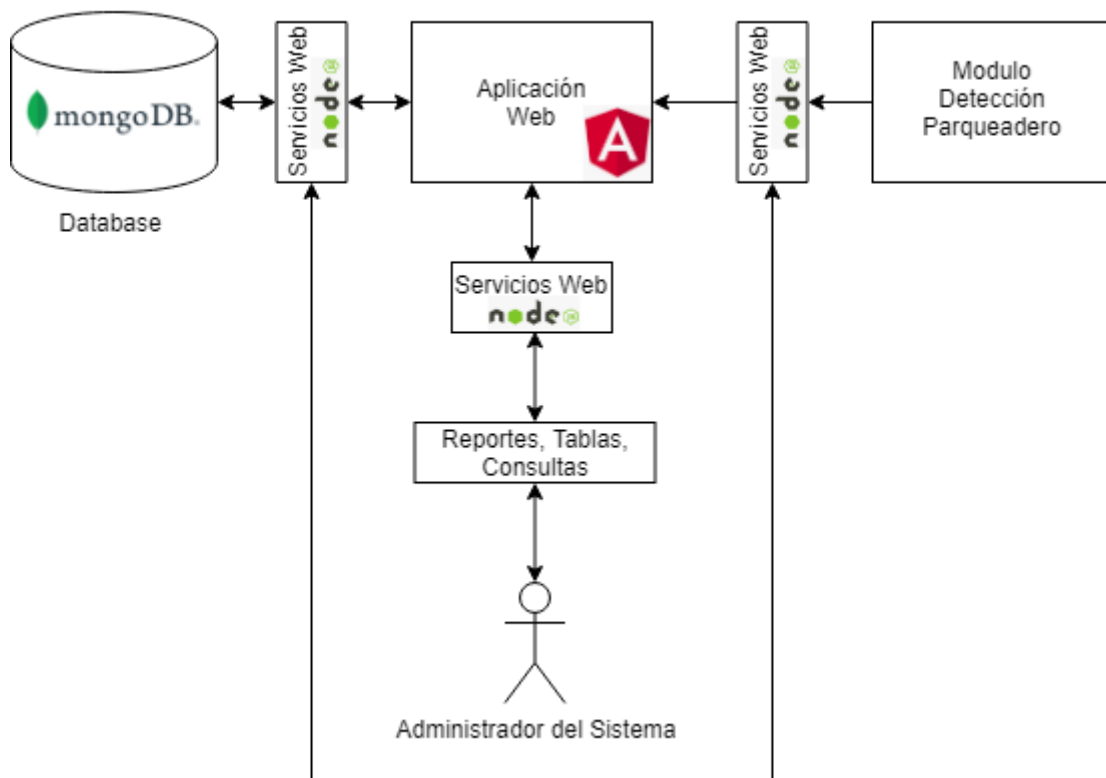 mongoDB.
Database
Servicios Web
node
Aplicación
Web
A
Servicios Web
node
Modulo
Detección
Parqueadero
Servicios Web
node
Reportes, Tablas,
Consultas
Administrador del Sistema